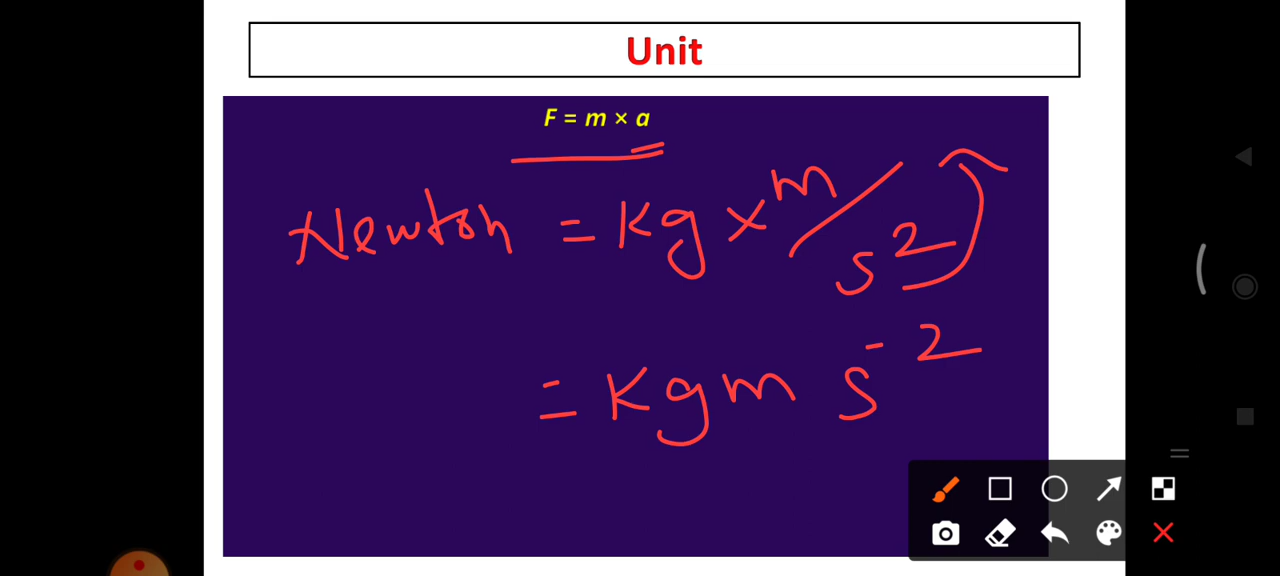 Unit
F = m × a
Newton = Kg x m/s2
= Kgm s-2